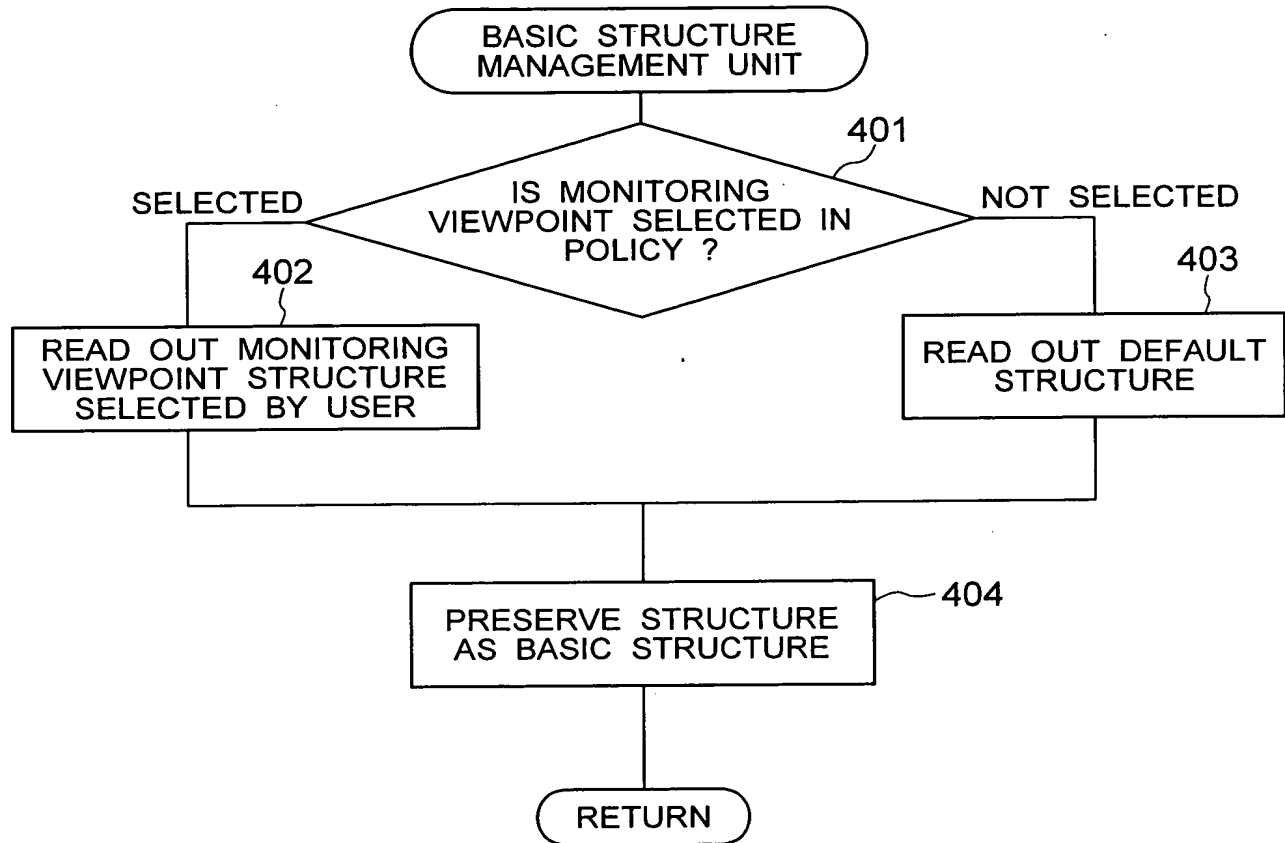 BASIC STRUCTURE
MANAGEMENT UNIT
401
IS MONITORING
VIEWPOINT SELECTED IN
POLICY ?
SELECTED
NOT SELECTED
402
403
READ OUT MONITORING
VIEWPOINT STRUCTURE
SELECTED BY USER
READ OUT DEFAULT
STRUCTURE
PRESERVE STRUCTURE
AS BASIC STRUCTURE
404
RETURN